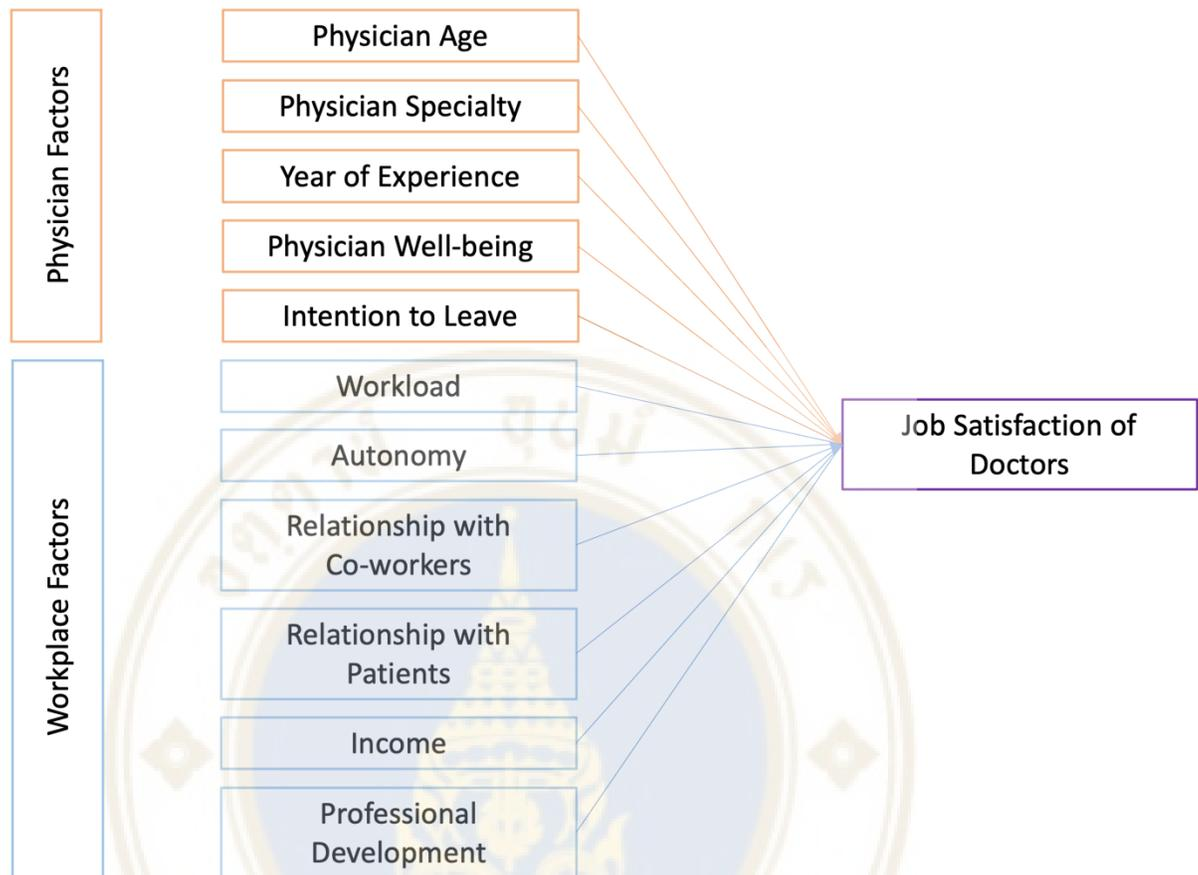 Physician Factors
Physician Age
Physician Specialty
Year of Experience
Physician Well-being
Intention to Leave
Workplace Factors
Workload
Autonomy
Relationship with
Co-workers
Relationship with
Patients
Income
Professional
Development
Job Satisfaction of
Doctors